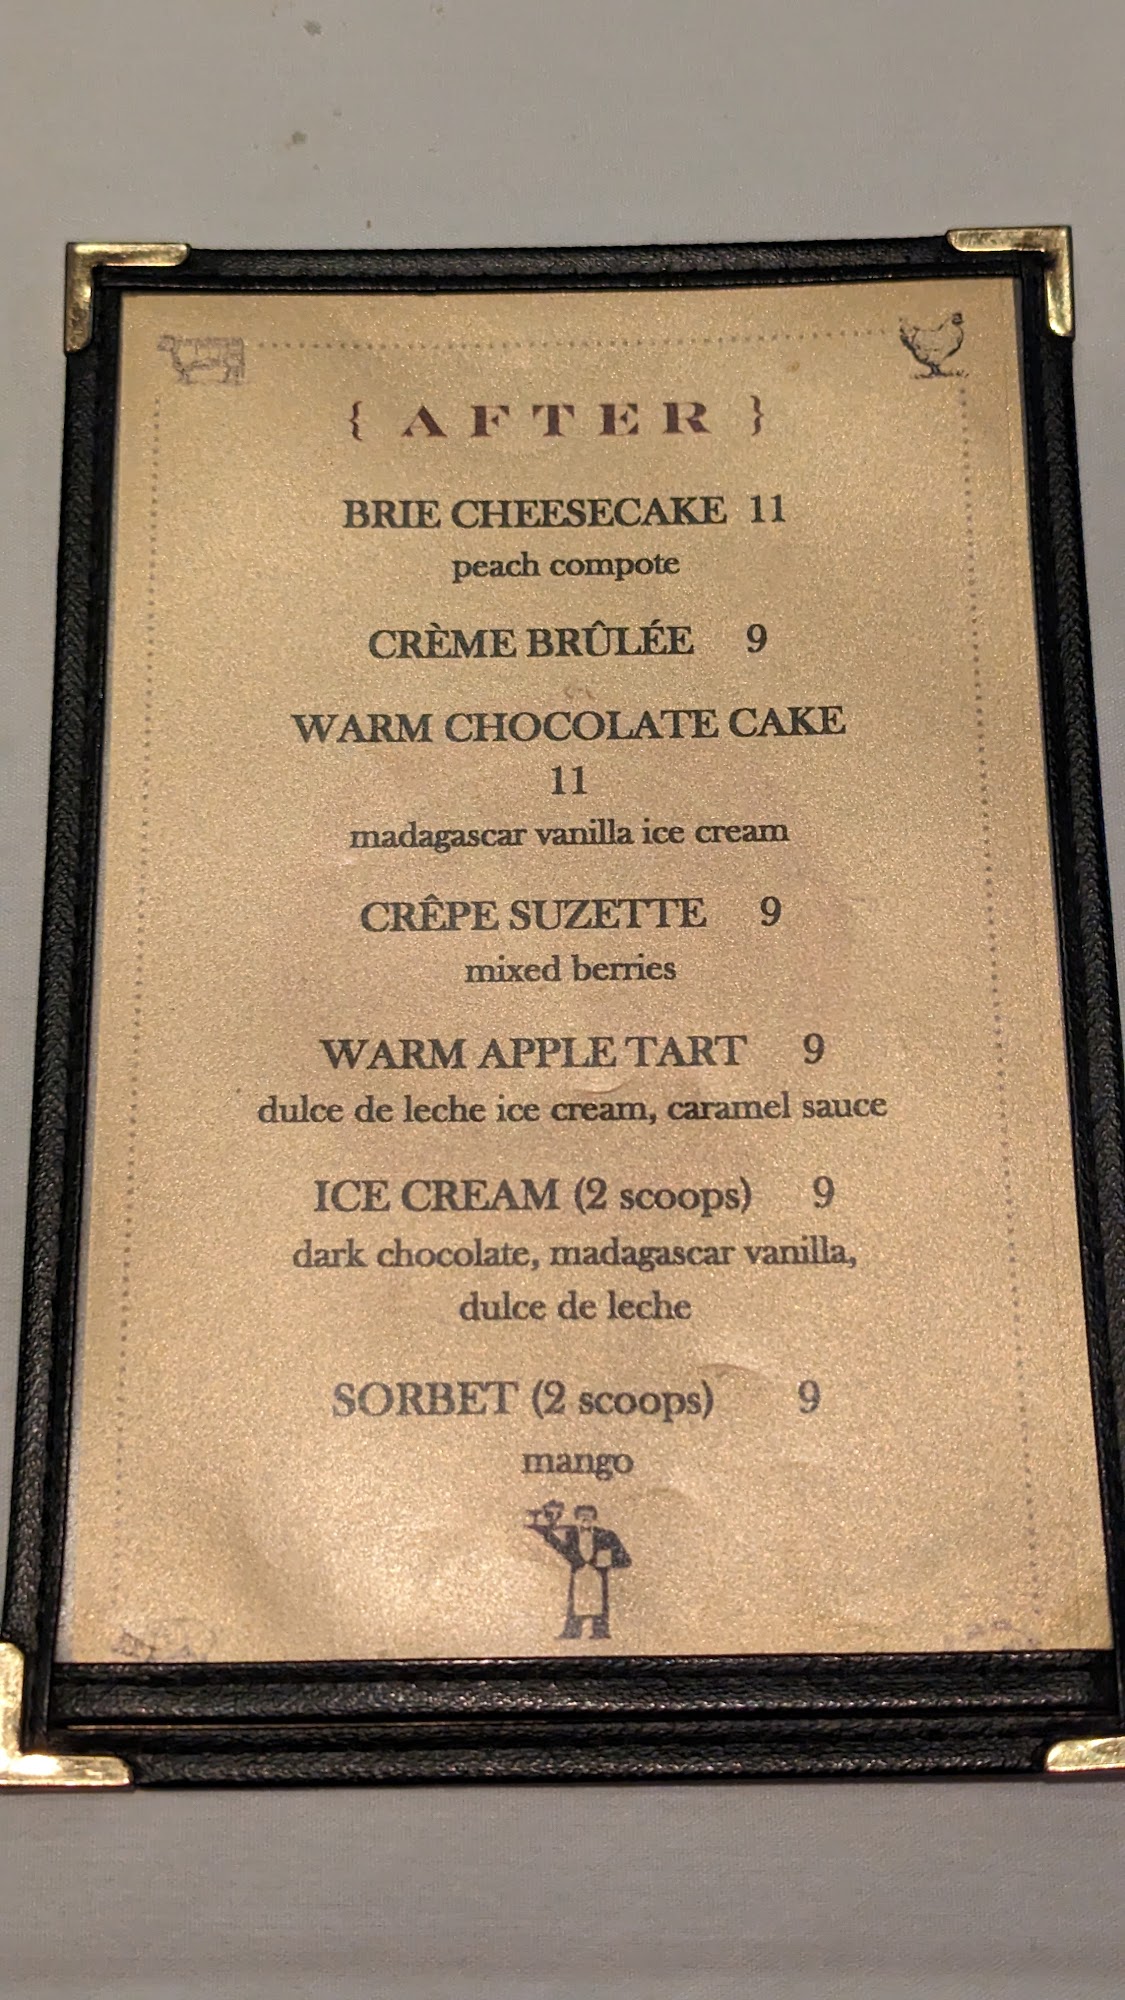 { AFTER }
BRIE CHEESECAKE 11
peach compote
CRÈME BRÛLÉE 9
WARM CHOCOLATE CAKE
11
madagascar vanilla ice cream
CRÊPE SUZETTE 9
mixed berries
WARM APPLE TART 9
dulce de leche ice cream, caramel sauce
ICE CREAM (2 scoops) 9
dark chocolate, madagascar vanilla,
dulce de leche
SORBET (2 scoops) 9
mango